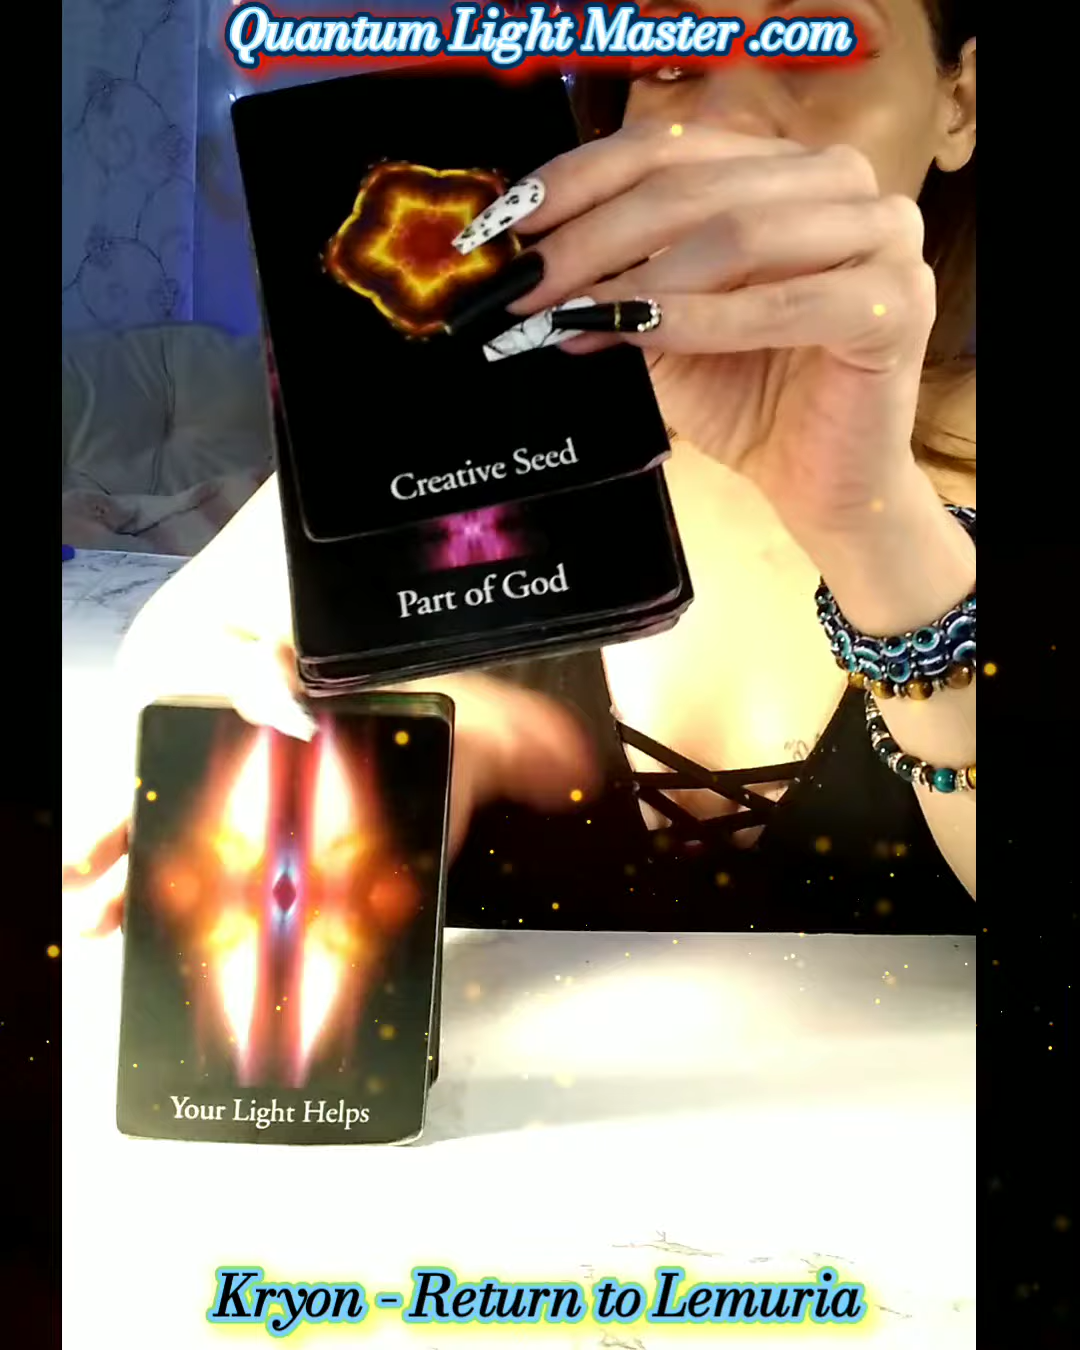 Quantum Light Master .com
Creative Seed
Part of God
Your Light Helps
Kryon - Return to Lemuria